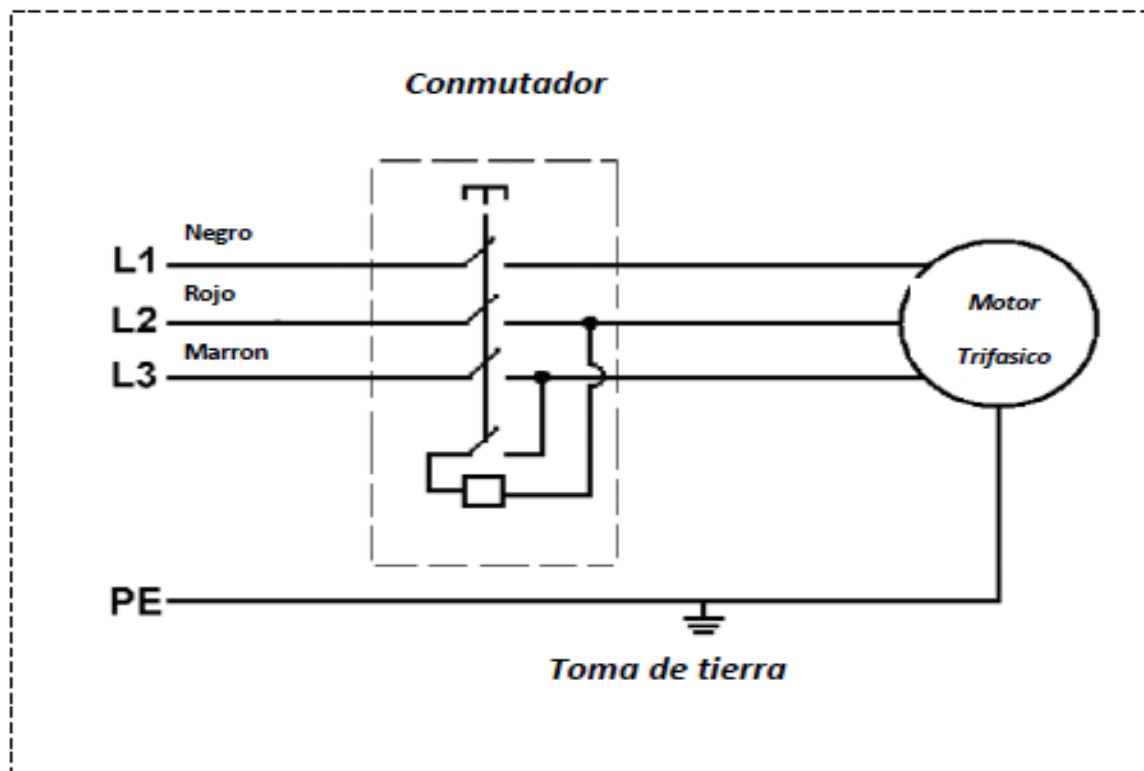 Conmutador
Negro
L1
Rojo
L2
Marron
L3
Motor
Trifasico
PE
Toma de tierra